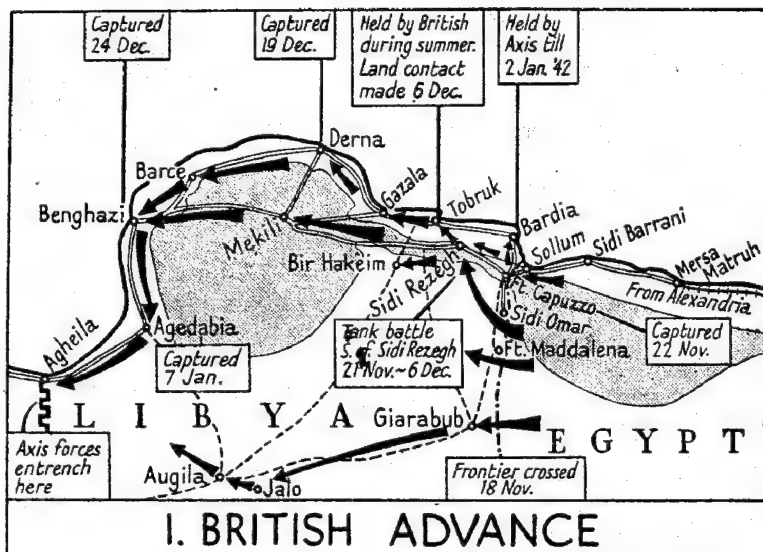 Captured
24 Dec.
Captured
19 Dec.
Held by British
during summer.
Land contact
made 6 Dec.
Held by
Axis till
2 Jan. '42
Derna
Barce
Gazala
Tobruk
Benghazi
Mekili
Bardia
Sollum
Sidi Barrani
Bir Hakeim
Sidi Rezegh
Mersa
Matruh
Ft. Capuzzo
From Alexandria
Sidi Omar
Agheila
Agedabia
Captured
7 Jan.
Tank battle
S. of Sidi Rezegh
21 Nov.~6 Dec.
Ft. Maddalena
Captured
22 Nov.
LIBYA
Giarabub
EGYPT
Axis forces
entrench
here
Augila
Jalo
Frontier crossed
18 Nov.
I. BRITISH ADVANCE